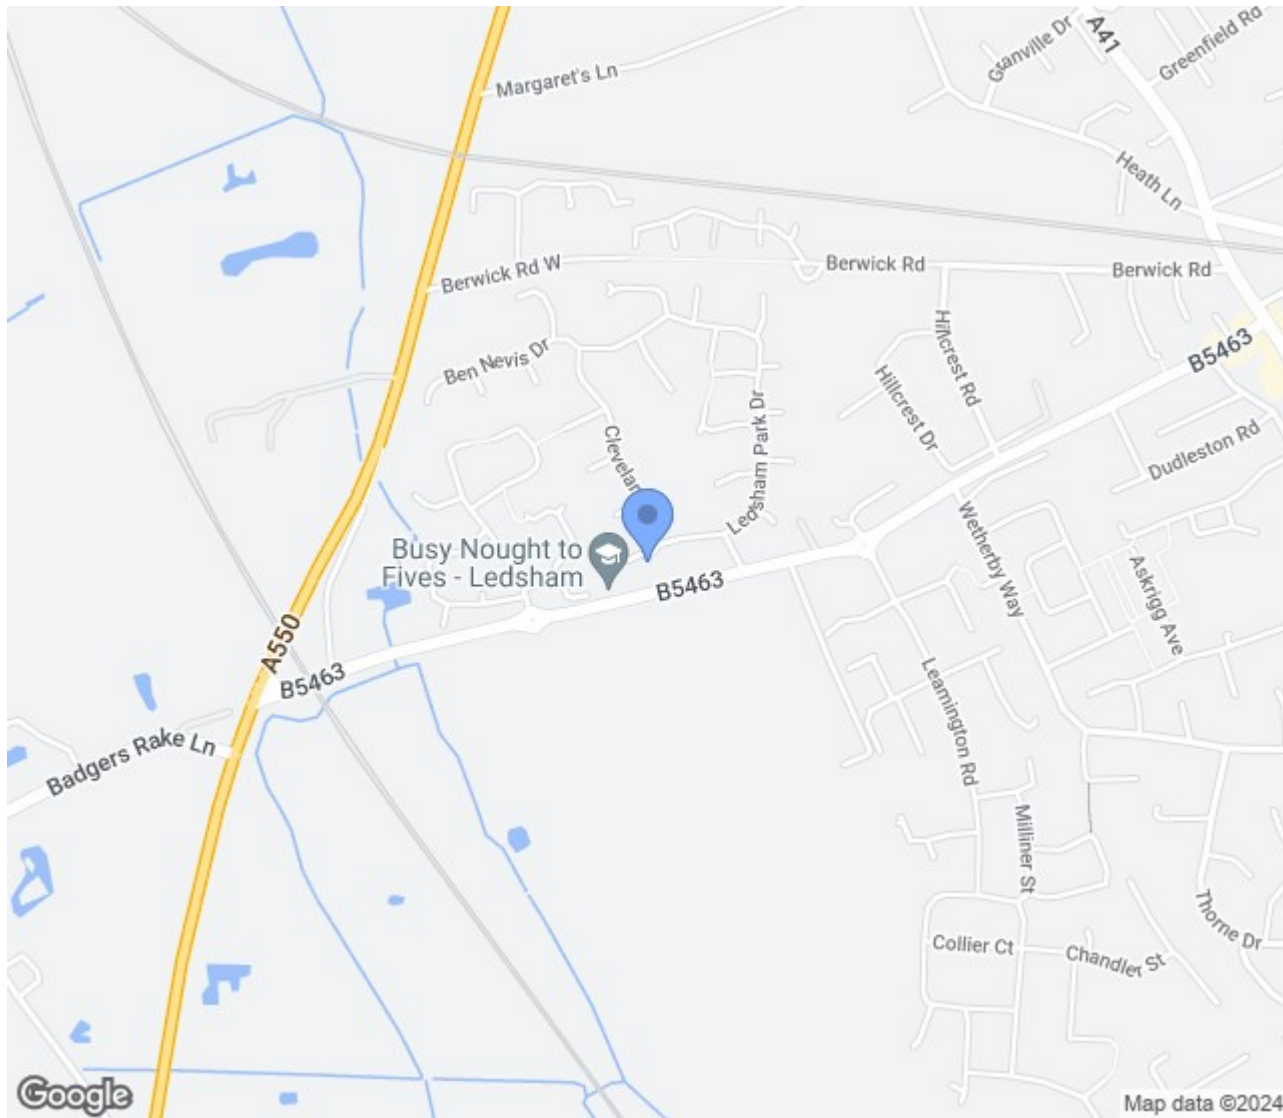 A41
Granville Dr
Greenfield Rd
Margaret's Ln
Heath Ln
Berwick Rd W
Berwick Rd
Berwick Rd
Hillcrest Rd
B5463
Ben Nevis Dr
Hillcrest Dr
Ledsham Park Dr
Dudleston Rd
Wetherby Way
Busy Nought to
Fives - Ledsham
B5463
Askrigg Ave
A550
B5463
Leamington Rd
Badgers Rake Ln
Milliner St
Thorne Dr
Collier Ct
Chandler St
Google
Map data ©2024